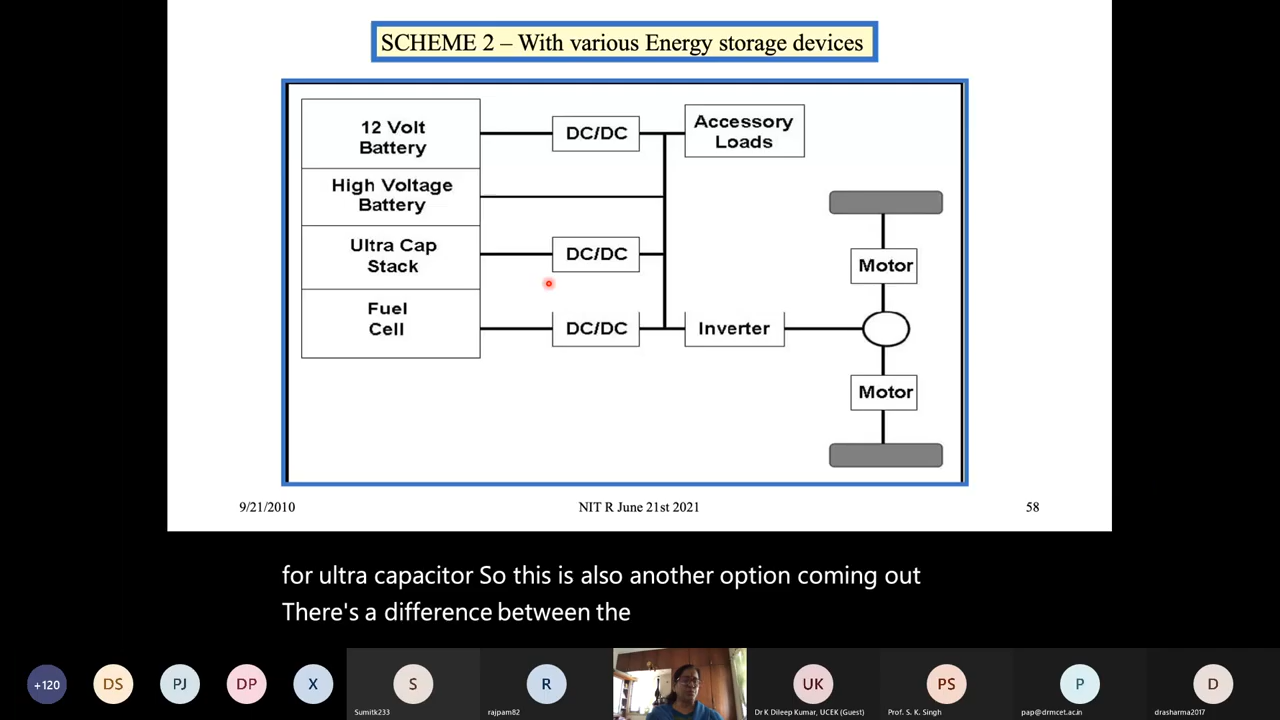 SCHEME 2 – With various Energy storage devices
12 Volt
Battery
DC/DC
Accessory
Loads
High Voltage
Battery
Ultra Cap
Stack
DC/DC
Motor
Fuel
Cell
DC/DC
Inverter
Motor
9/21/2010
NIT R June 21st 2021
58
for ultra capacitor So this is also another option coming out
There's a difference between the
+120
DS
PJ
DP
X
S
Sumitk233
R
rajpam82
UK
Dr K Dileep Kumar, UCEK (Guest)
PS
Prof. S. K. Singh
P
pap@drmcet.ac.in
D
drasharma2017